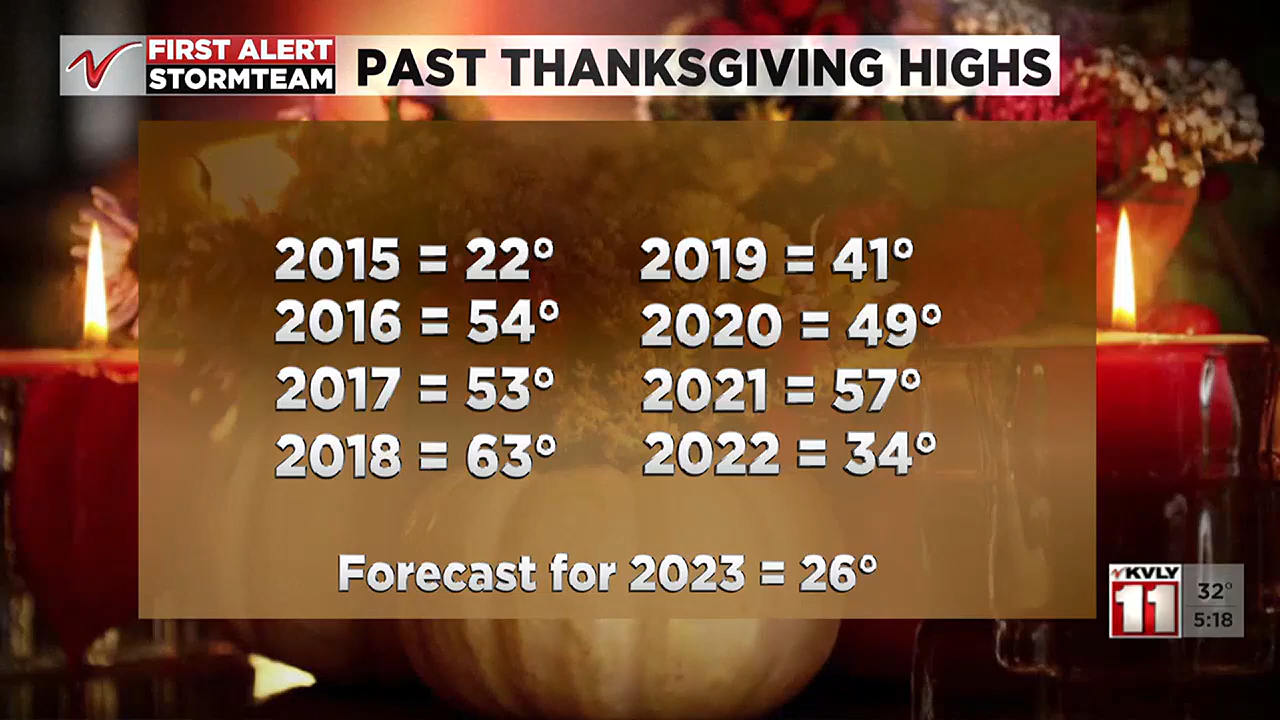 FIRST ALERT
STORMTEAM
PAST THANKSGIVING HIGHS
2015 = 22°
2016 = 54°
2017 = 53°
2018 = 63°
2019 = 41°
2020 = 49°
2021 = 57°
2022 = 34°
Forecast for 2023 = 26°
KVLY
11
32°
5:18